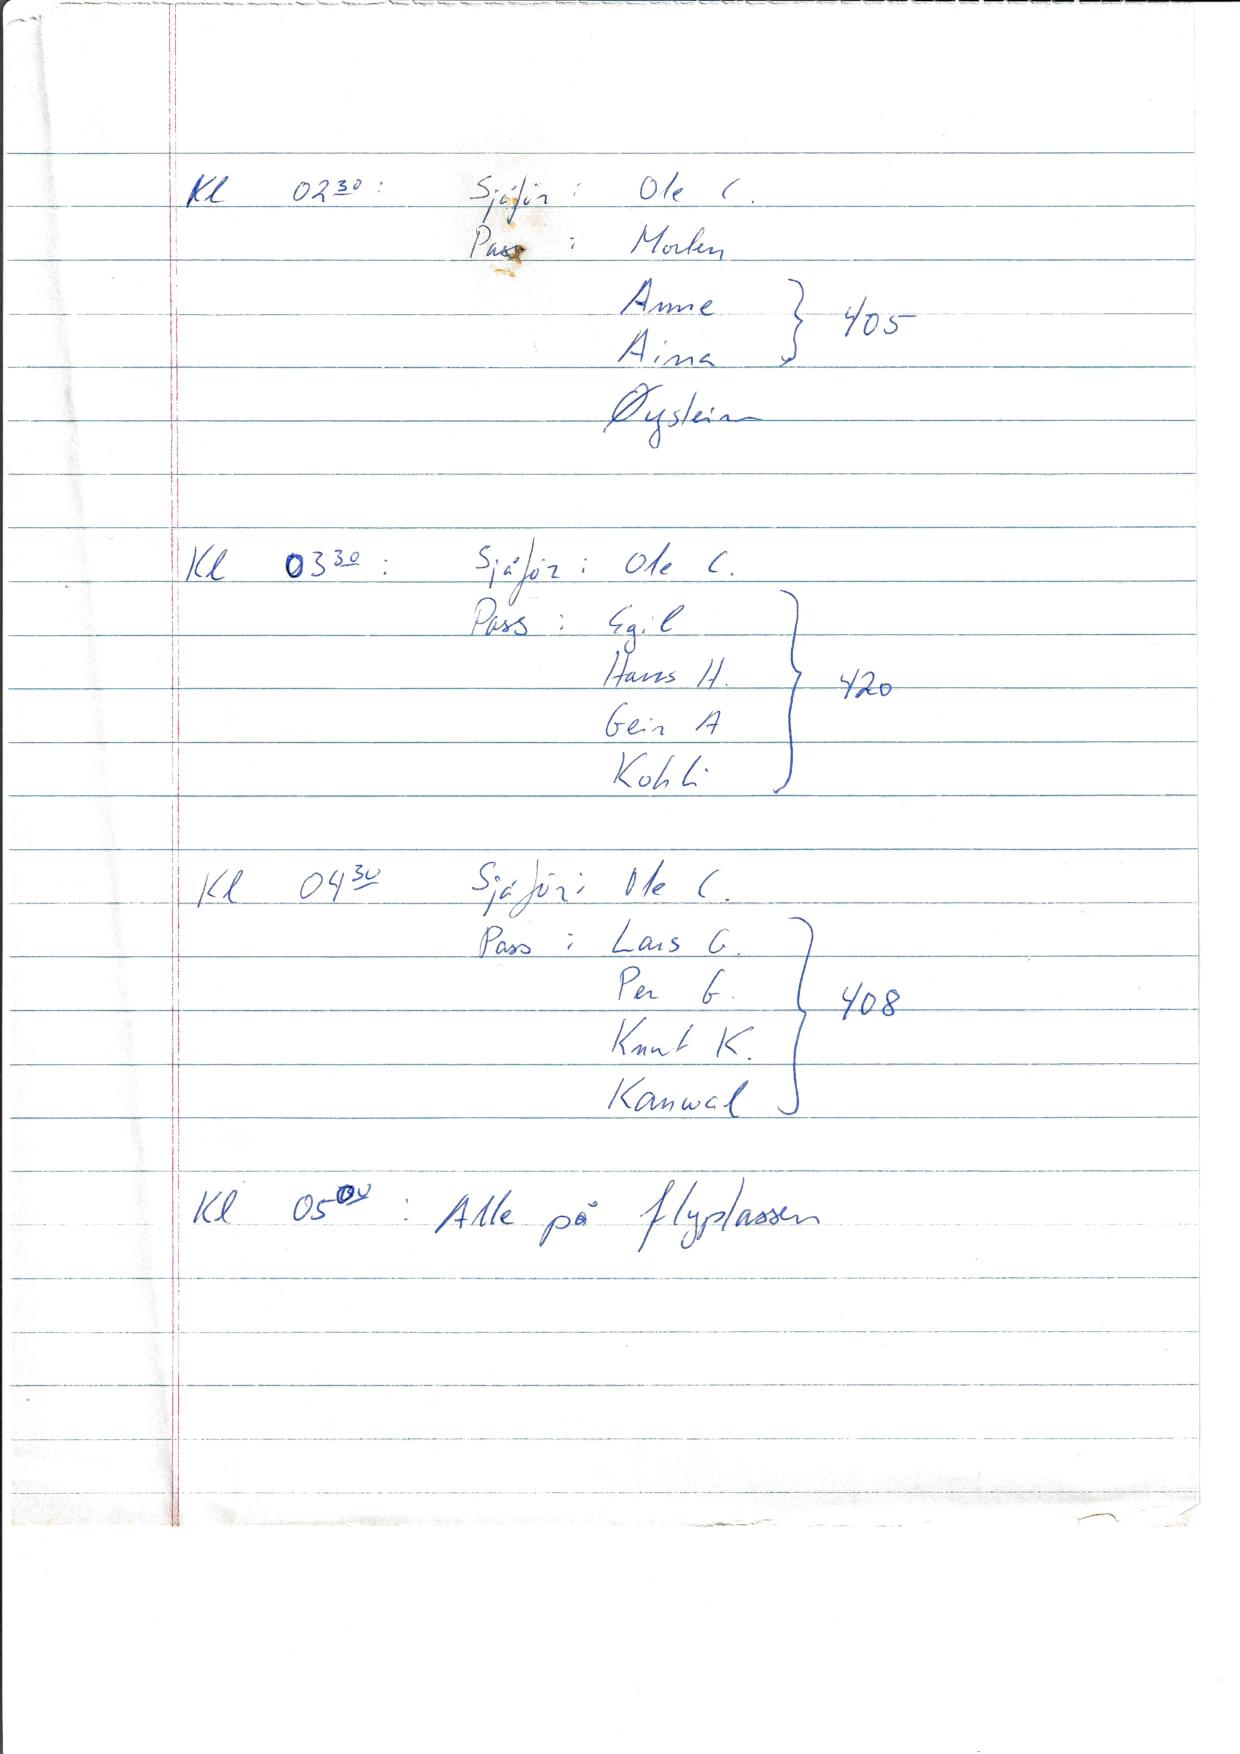 Kl 02 30 : Sjåfør : Ole C.
Pass : Morten
Anne
Aina } 405
Øystein
Kl 03 30 : Sjåfør : Ole C.
Pass : Egil
Hans H.
Geir A } 420
Kohli
Kl 04 30 Sjåfør : Ole C.
Pass : Lars G.
Per G. } 408
Knut K.
Kanwal
Kl 05 00 : Alle på flyplassen